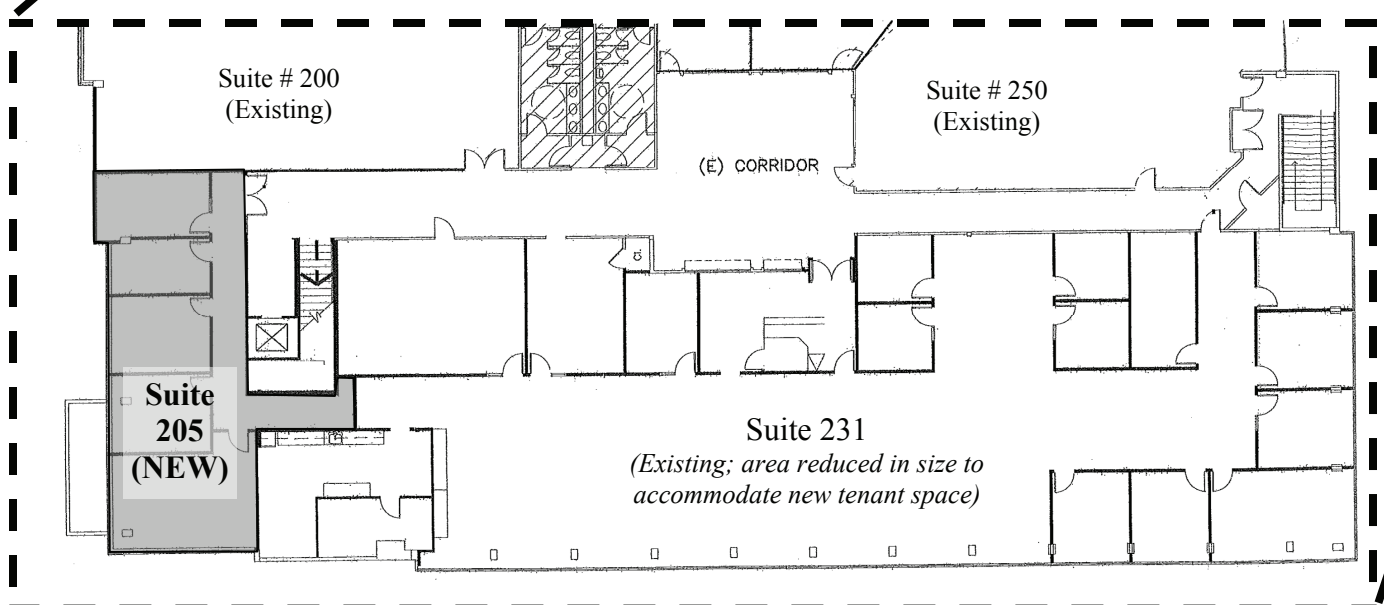 Suite # 200
(Existing)
Suite # 250
(Existing)
(E) CORRIDOR
CL.
Suite
205
(NEW)
Suite 231
(Existing; area reduced in size to
accommodate new tenant space)